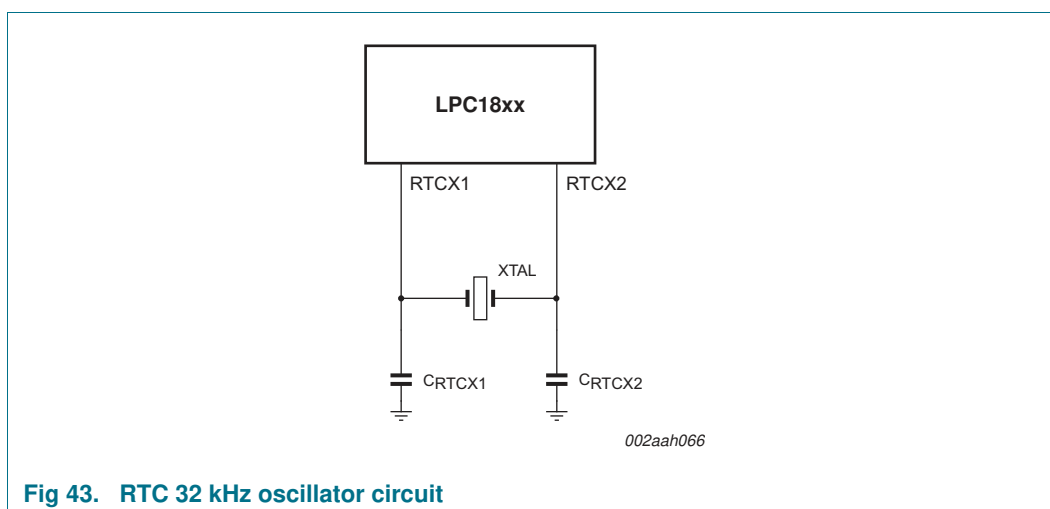 LPC18xx
RTCX1 RTCX2
XTAL
CRTCX1 CRTCX2
002aah066
Fig 43. RTC 32 kHz oscillator circuit